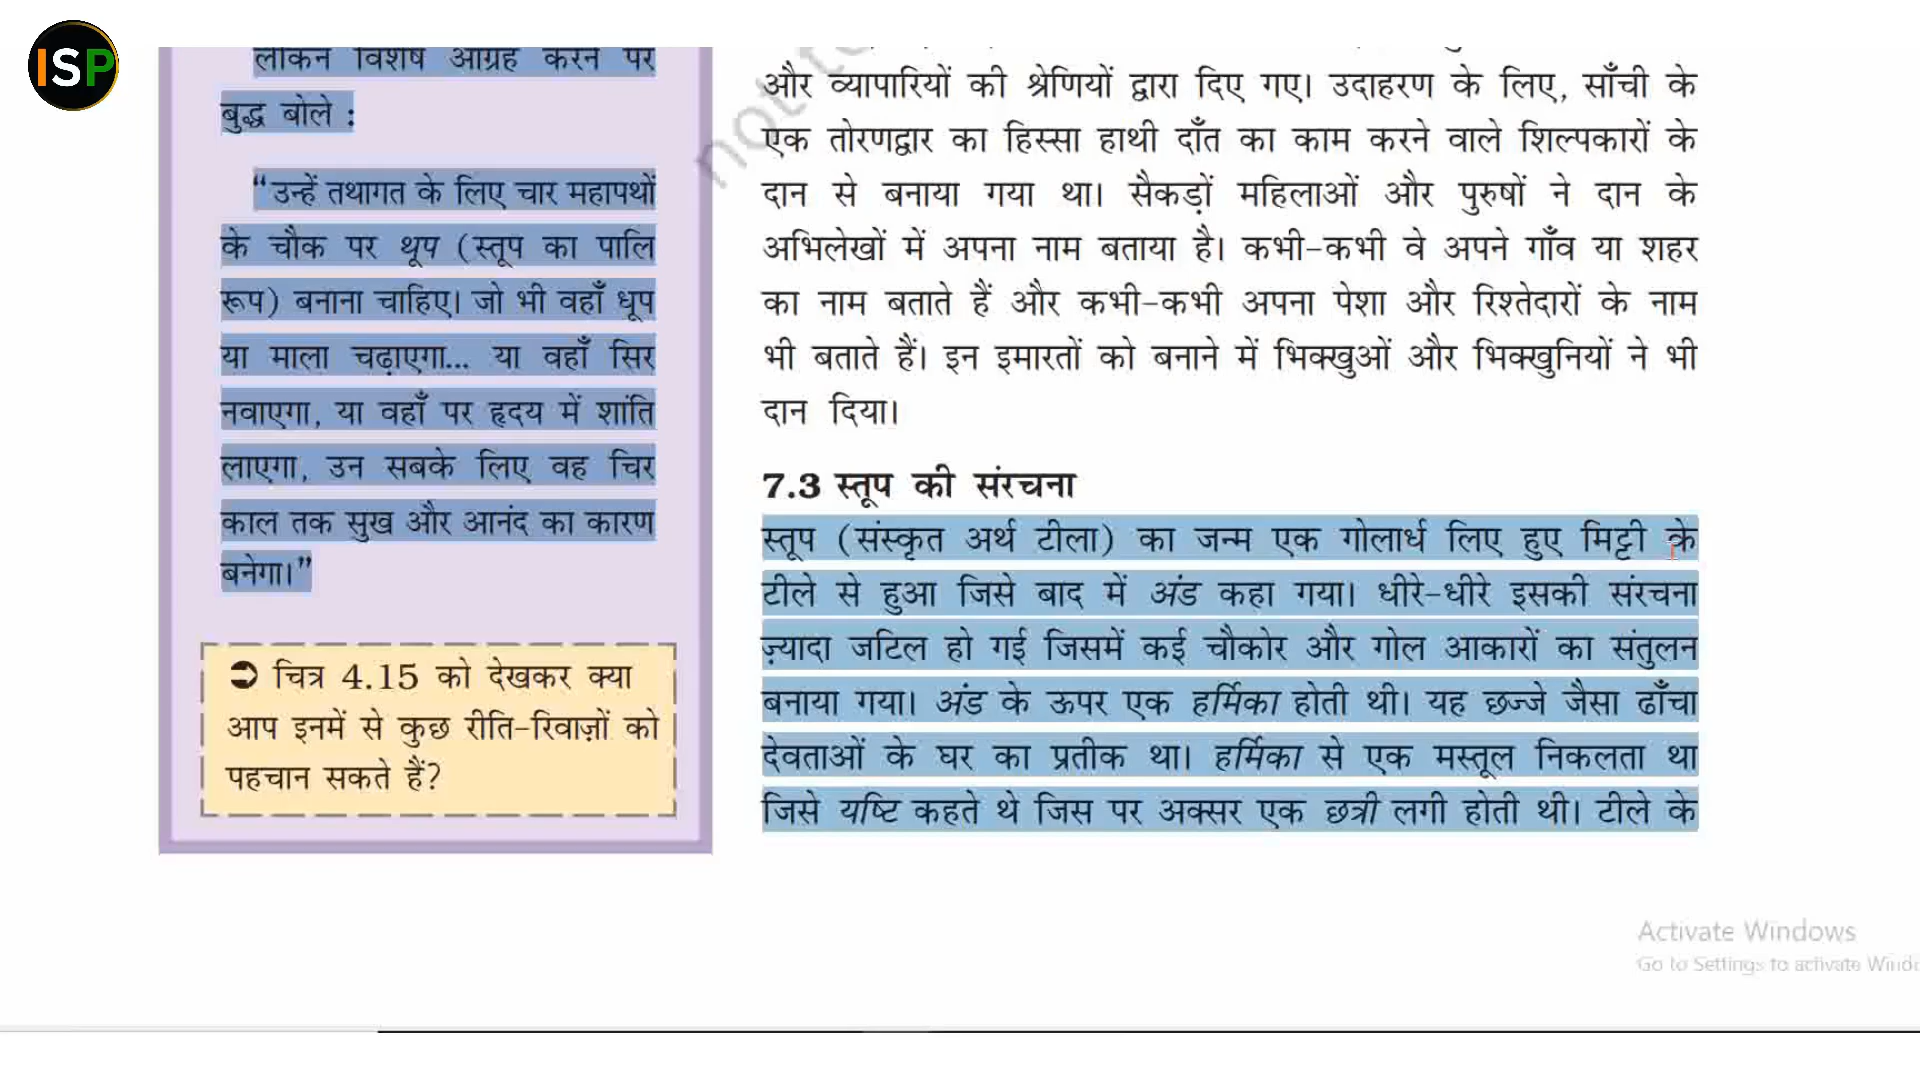 ISP
लेकिन विशेष आग्रह करने पर
बुद्ध बोले :
“उन्हें तथागत के लिए चार महापथों
के चौक पर थूप (स्तूप का पालि
रूप) बनाना चाहिए। जो भी वहाँ धूप
या माला चढ़ाएगा... या वहाँ सिर
नवाएगा, या वहाँ पर हृदय में शांति
लाएगा, उन सबके लिए वह चिर
काल तक सुख और आनंद का कारण
बनेगा।”
➲ चित्र 4.15 को देखकर क्या
आप इनमें से कुछ रीति-रिवाज़ों को
पहचान सकते हैं?
not to
और व्यापारियों की श्रेणियों द्वारा दिए गए। उदाहरण के लिए, साँची के
एक तोरणद्वार का हिस्सा हाथी दाँत का काम करने वाले शिल्पकारों के
दान से बनाया गया था। सैकड़ों महिलाओं और पुरुषों ने दान के
अभिलेखों में अपना नाम बताया है। कभी-कभी वे अपने गाँव या शहर
का नाम बताते हैं और कभी-कभी अपना पेशा और रिश्तेदारों के नाम
भी बताते हैं। इन इमारतों को बनाने में भिक्खुओं और भिक्खुनियों ने भी
दान दिया।
7.3 स्तूप की संरचना
स्तूप (संस्कृत अर्थ टीला) का जन्म एक गोलार्ध लिए हुए मिट्टी के
टीले से हुआ जिसे बाद में अंड कहा गया। धीरे-धीरे इसकी संरचना
ज़्यादा जटिल हो गई जिसमें कई चौकोर और गोल आकारों का संतुलन
बनाया गया। अंड के ऊपर एक हर्मिका होती थी। यह छज्जे जैसा ढाँचा
देवताओं के घर का प्रतीक था। हर्मिका से एक मस्तूल निकलता था
जिसे यष्टि कहते थे जिस पर अक्सर एक छत्री लगी होती थी। टीले के
Activate Windows
Go to Settings to activate Windo